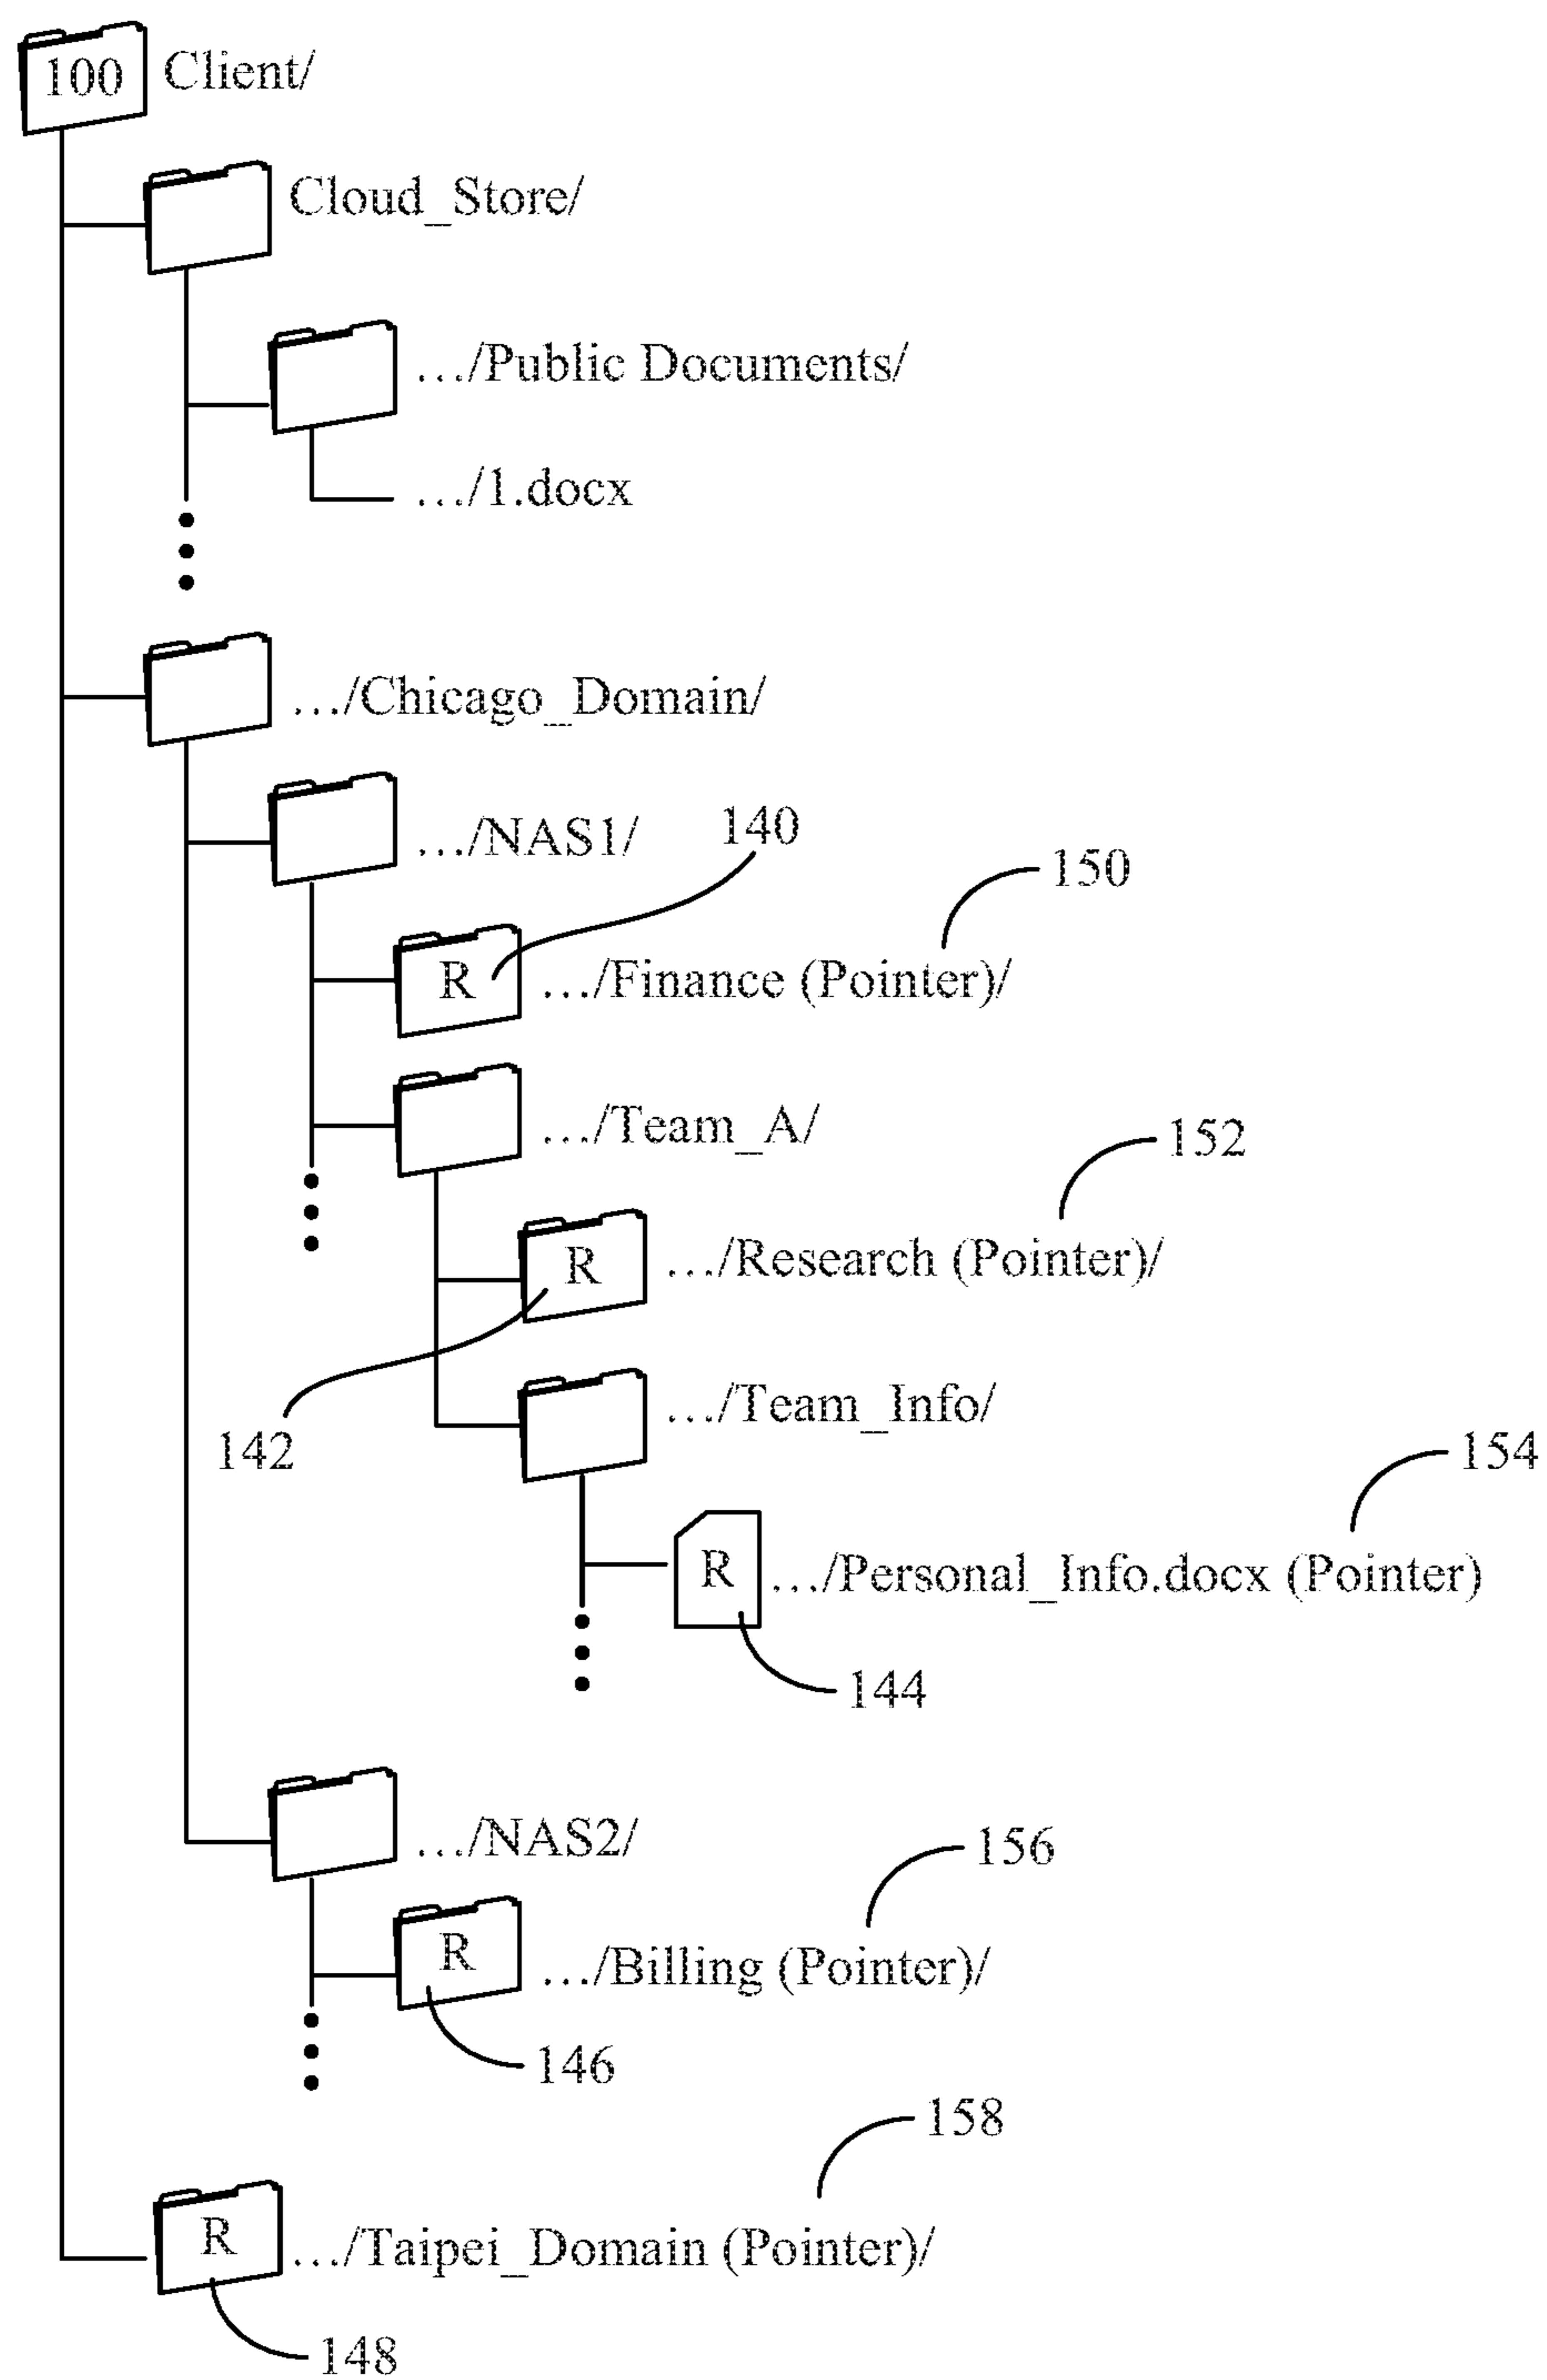 100 Client/
Cloud_Store/
.../Public Documents/
.../1.docx
.../Chicago_Domain/
140
.../NAS1/
150
R .../Finance (Pointer)/
.../Team_A/
152
R .../Research (Pointer)/
.../Team_Info/
142
154
R .../Personal_Info.docx (Pointer)
144
.../NAS2/
156
R .../Billing (Pointer)/
146
158
R .../Taipei_Domain (Pointer)/
148